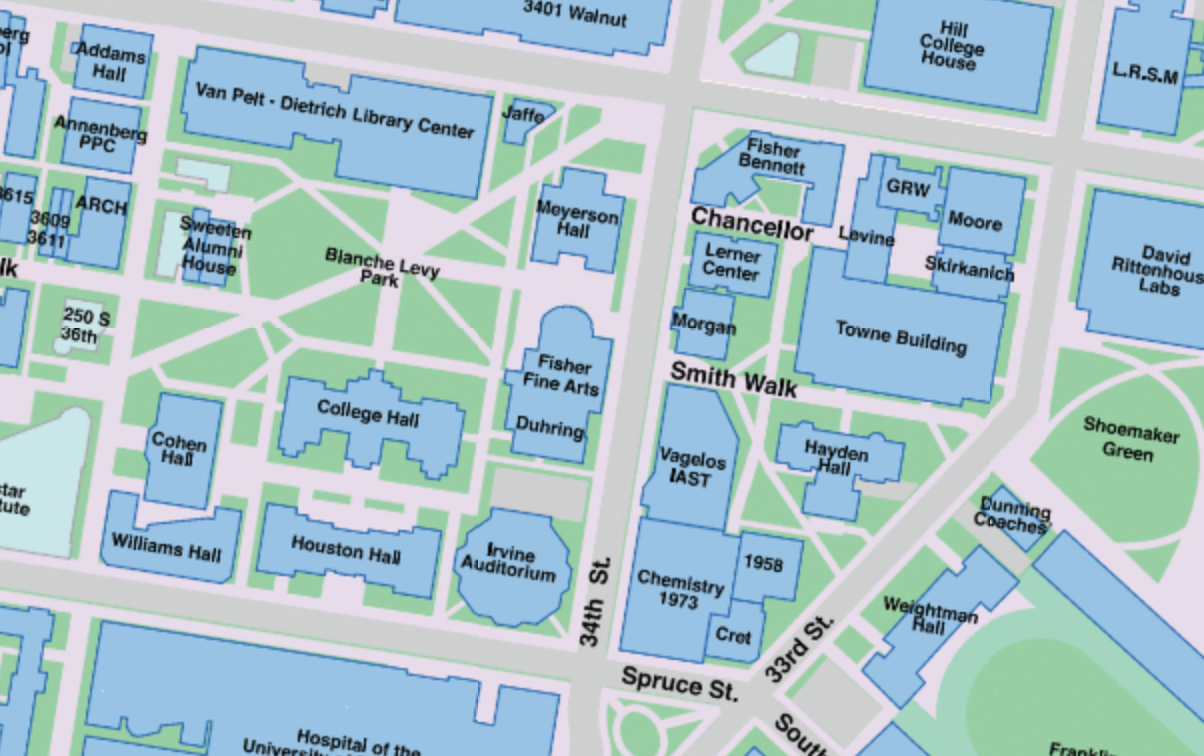 3401 Walnut
Hill
College
House
L.R.S.M
Addams
Hall
Van Pelt - Dietrich Library Center
Jaffe
Annenberg
PPC
Fisher
Bennett
GRW
Moore
3615
ARCH
3609
3611
Sweeten
Alumni
House
Meyerson
Hall
Chancellor
Levine
Lerner
Center
Skirkanich
David
Rittenhous
Labs
Blanche Levy
Park
250 S
36th
Morgan
Towne Building
Fisher
Fine Arts
Duhring
Smith Walk
College Hall
Cohen
Hall
Shoemaker
Green
Vagelos
IAST
Hayden
Hall
Dunning
Coaches
Williams Hall
Houston Hall
Irvine
Auditorium
34th St.
Chemistry
1973
1958
Cret
Weightman
Hall
33rd St.
Spruce St.
South
Hospital of the
Franklin